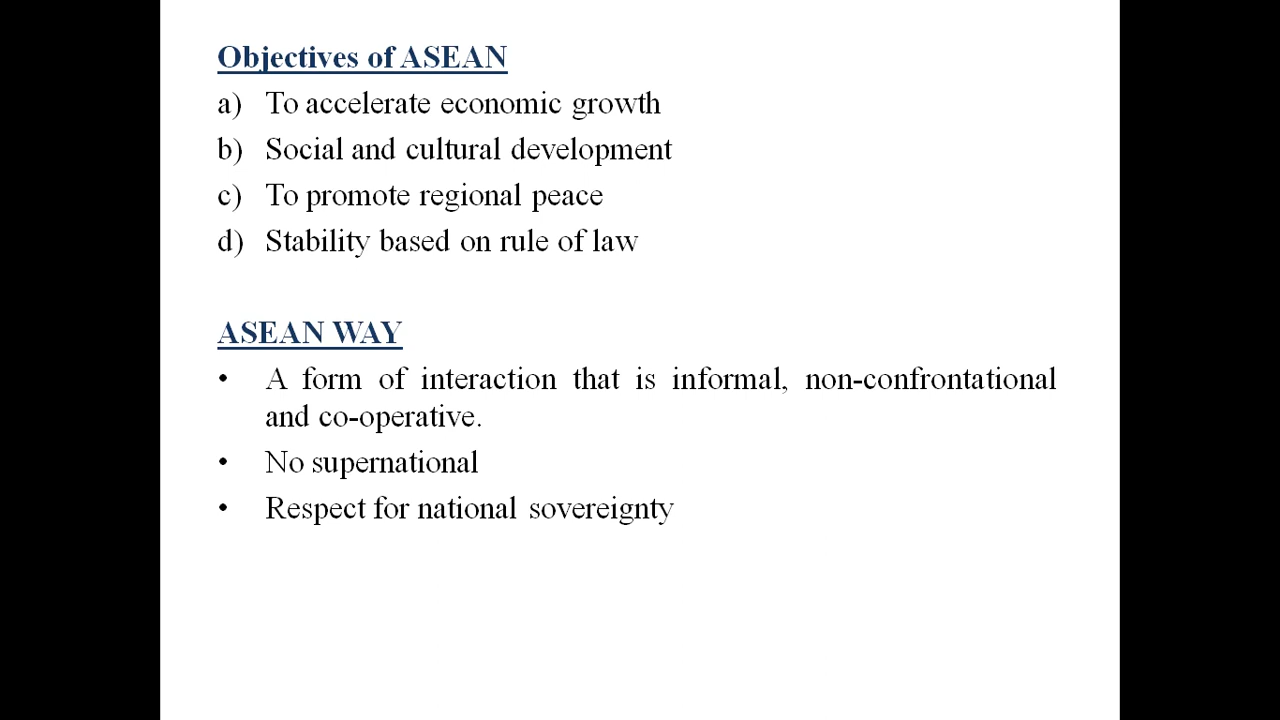 Objectives of ASEAN
a) To accelerate economic growth
b) Social and cultural development
c) To promote regional peace
d) Stability based on rule of law
ASEAN WAY
• A form of interaction that is informal, non-confrontational
and co-operative.
• No supernational
• Respect for national sovereignty